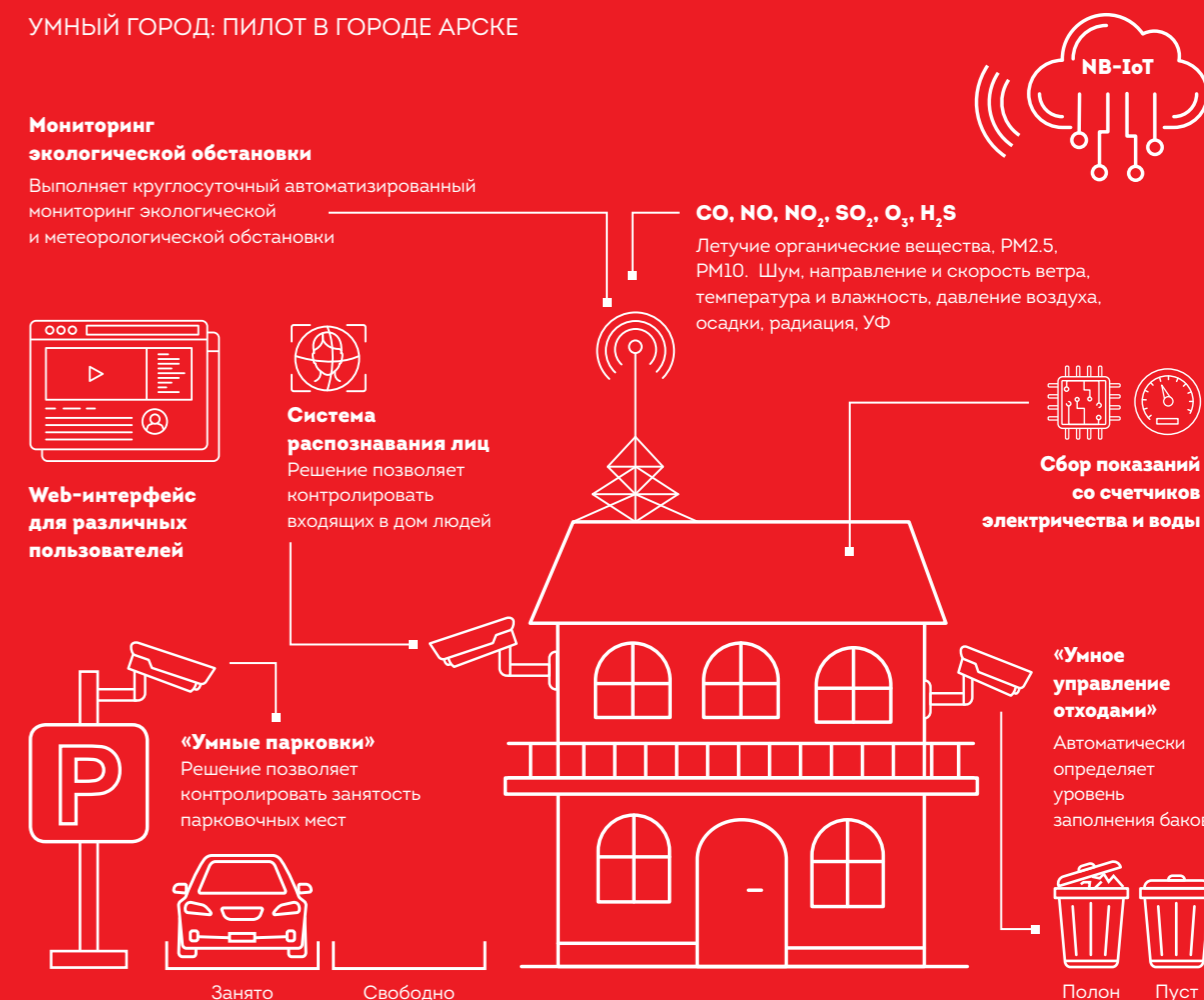 УМНЫЙ ГОРОД: ПИЛОТ В ГОРОДЕ АРСКЕ
NB-IoT
Мониторинг
экологической обстановки
Выполняет круглосуточный автоматизированный
мониторинг экологической
и метеорологической обстановки
CO, NO, NO₂, SO₂, O₃, H₂S
Летучие органические вещества, PM2.5,
PM10. Шум, направление и скорость ветра,
температура и влажность, давление воздуха,
осадки, радиация, УФ
Web-интерфейс
для различных
пользователей
Система
распознавания лиц
Решение позволяет
контролировать
входящих в дом людей
Сбор показаний
со счетчиков
электричества и воды
P
«Умные парковки»
Решение позволяет
контролировать занятость
парковочных мест
Занято
Свободно
«Умное
управление
отходами»
Автоматически
определяет
уровень
заполнения баков
Полон
Пуст